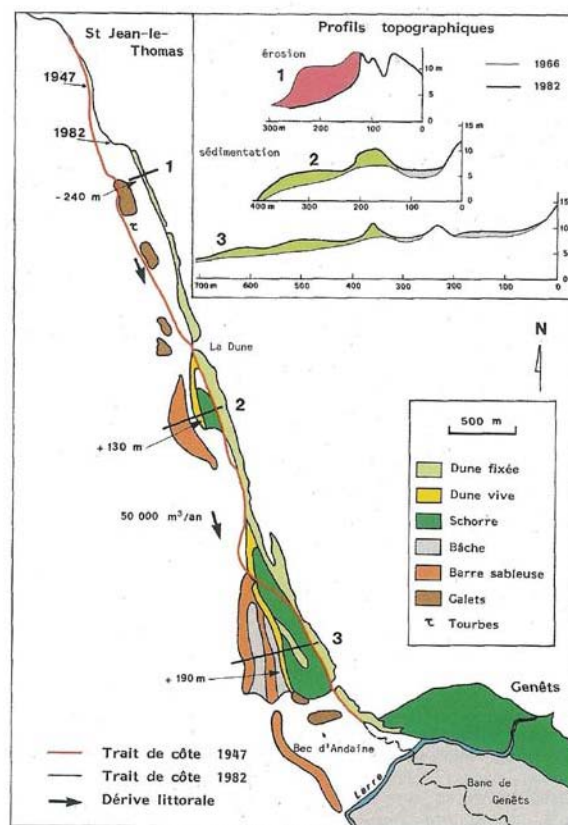 St Jean-le-
Thomas
1947
1982
1
- 240 m
τ
La Dune
2
+ 130 m
50 000 m³/an
3
+ 190 m
Bec d'Andaine
Genêts
Banc de
Genêts
Lerre
Profils topographiques
érosion
1
1966
1982
10 m
5
0
300m
200
100
0
sédimentation
2
15 m
10
5
0
400 m
300
200
100
0
3
15 m
10
5
0
700 m
600
500
400
300
200
100
0
N
500 m
Dune fixée
Dune vive
Schorre
Bâche
Barre sableuse
Galets
τ Tourbes
Trait de côte 1947
Trait de côte 1982
Dérive littorale